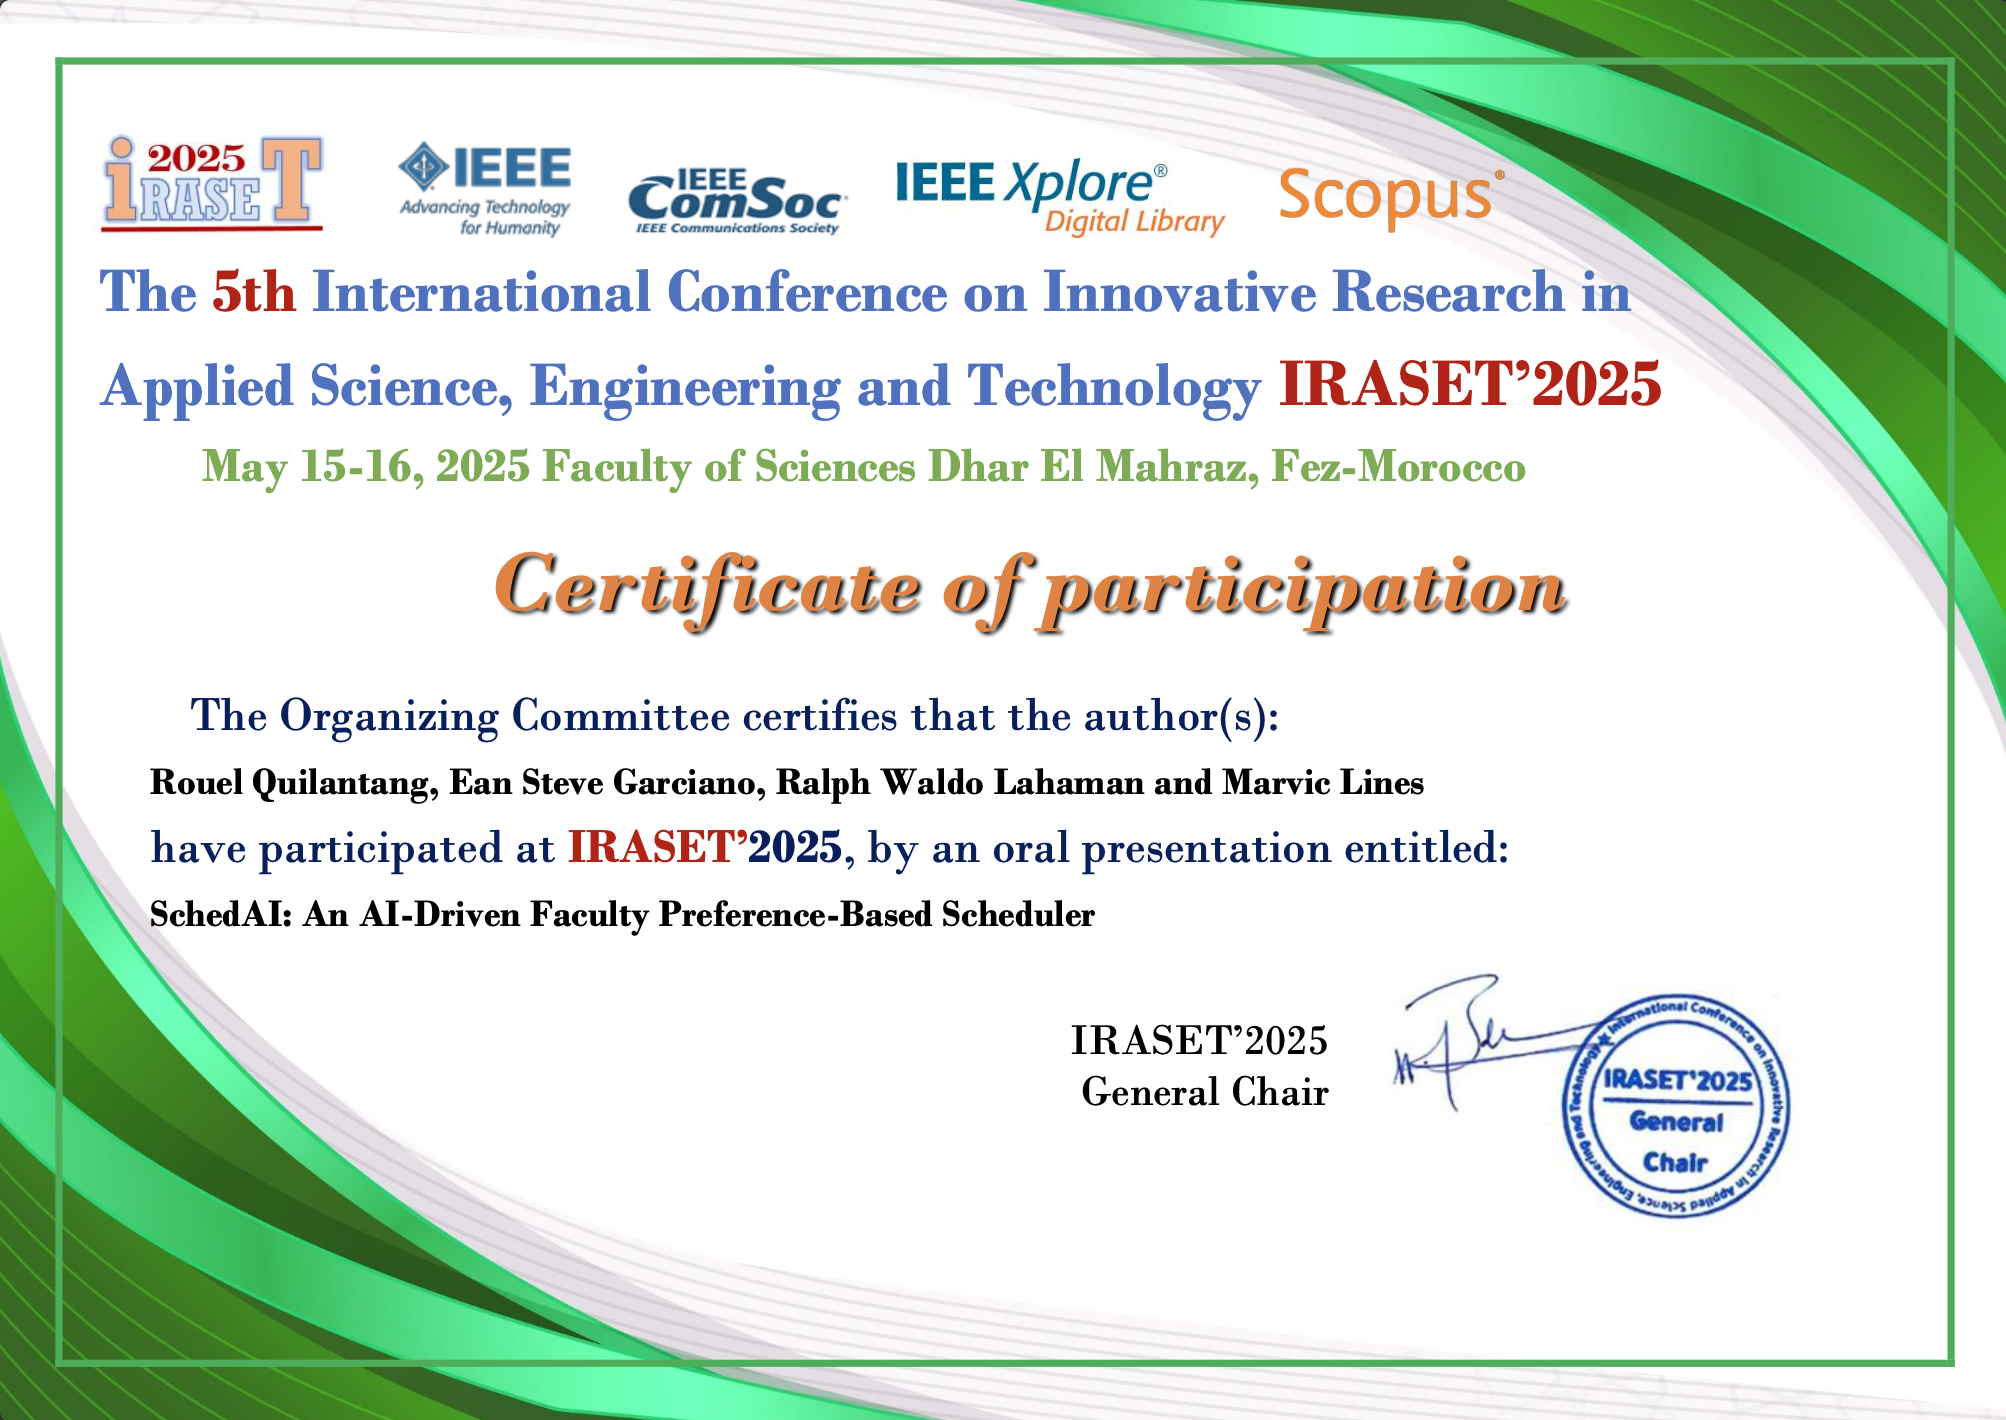 2025
iRASET
IEEE
Advancing Technology
for Humanity
IEEE
ComSoc
IEEE Communications Society
IEEE Xplore®
Digital Library
Scopus®
The 5th International Conference on Innovative Research in
Applied Science, Engineering and Technology IRASET’2025
May 15-16, 2025 Faculty of Sciences Dhar El Mahraz, Fez-Morocco
Certificate of participation
The Organizing Committee certifies that the author(s):
Rouel Quilantang, Ean Steve Garciano, Ralph Waldo Lahaman and Marvic Lines
have participated at IRASET’2025, by an oral presentation entitled:
SchedAI: An AI-Driven Faculty Preference-Based Scheduler
IRASET’2025
General Chair
International Conference on Innovative Research in Applied Science, Engineering and Technology
IRASET'2025
General
Chair